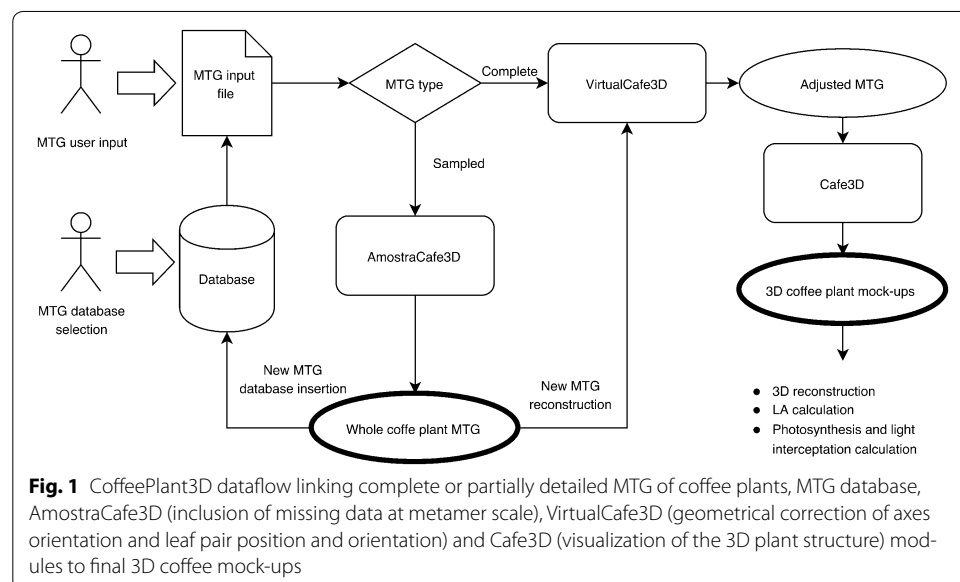 MTG user input
MTG input
file
MTG type
Complete
VirtualCafe3D
Adjusted MTG
Sampled
Cafe3D
MTG database
selection
Database
AmostraCafe3D
3D coffee plant mock-ups
New MTG
database insertion
New MTG
reconstruction
Whole coffe plant MTG
● 3D reconstruction
● LA calculation
● Photosynthesis and light
interceptation calculation
Fig. 1 CoffeePlant3D dataflow linking complete or partially detailed MTG of coffee plants, MTG database,
AmostraCafe3D (inclusion of missing data at metamer scale), VirtualCafe3D (geometrical correction of axes
orientation and leaf pair position and orientation) and Cafe3D (visualization of the 3D plant structure) mod-
ules to final 3D coffee mock-ups